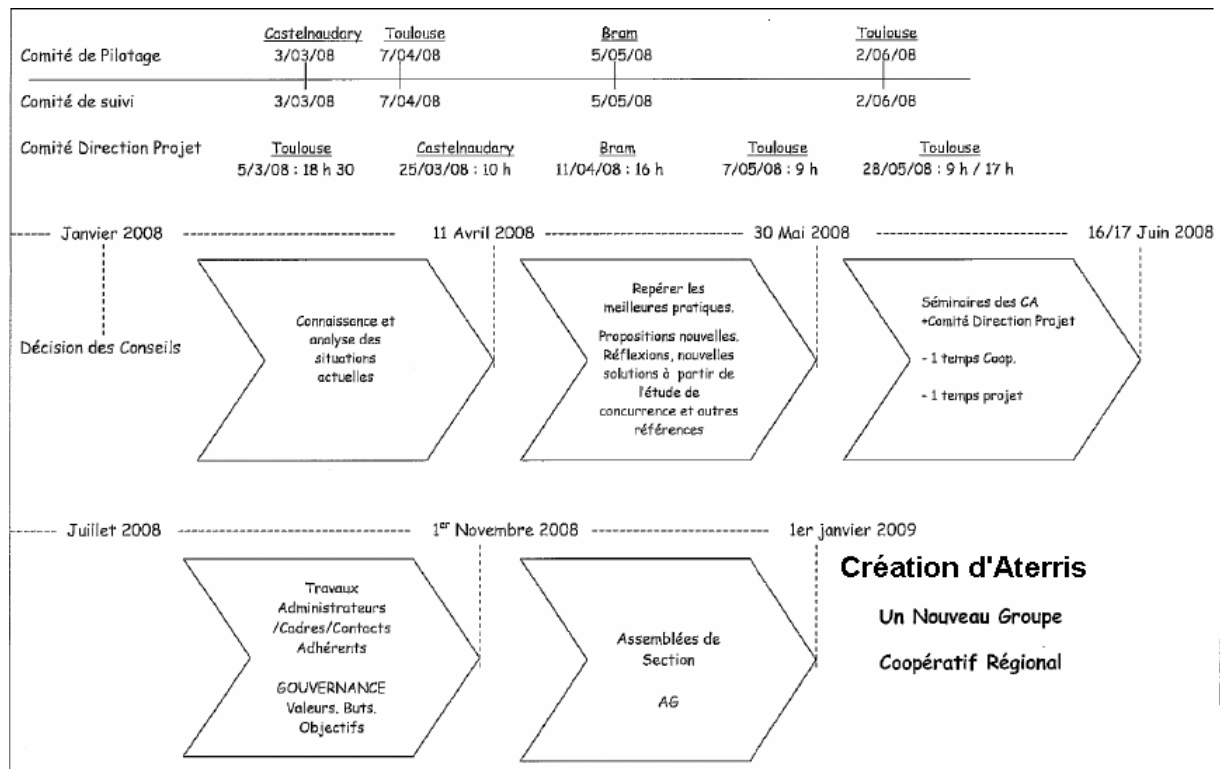 Castelnaudary Toulouse Bram Toulouse
Comité de Pilotage 3/03/08 7/04/08 5/05/08 2/06/08
Comité de suivi 3/03/08 7/04/08 5/05/08 2/06/08
Comité Direction Projet Toulouse Castelnaudary Bram Toulouse Toulouse
5/3/08 : 18 h 30 25/03/08 : 10 h 11/04/08 : 16 h 7/05/08 : 9 h 28/05/08 : 9 h / 17 h
Janvier 2008 11 Avril 2008 30 Mai 2008 16/17 Juin 2008
Décision des Conseils
Connaissance et
analyse des
situations
actuelles
Repérer les
meilleures pratiques.
Propositions nouvelles.
Réflexions, nouvelles
solutions à partir de
l'étude de
concurrence et autres
références
Séminaires des CA
+Comité Direction Projet
- 1 temps Coop.
- 1 temps projet
Juillet 2008 1er Novembre 2008 1er janvier 2009
Travaux
Administrateurs
/Cadres/Contacts
Adhérents
GOUVERNANCE
Valeurs. Buts.
Objectifs
Assemblées de
Section
AG
Création d'Aterris
Un Nouveau Groupe
Coopératif Régional